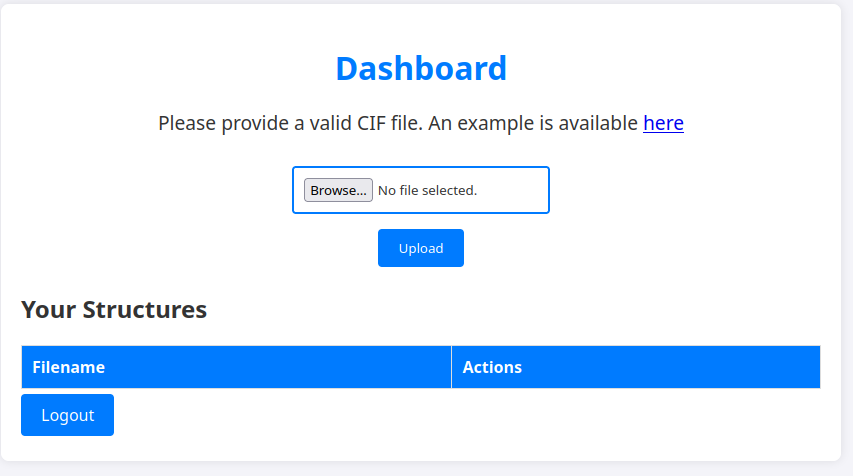 Dashboard
Please provide a valid CIF file. An example is available here
Browse... No file selected.
Upload
Your Structures
Filename Actions
Logout